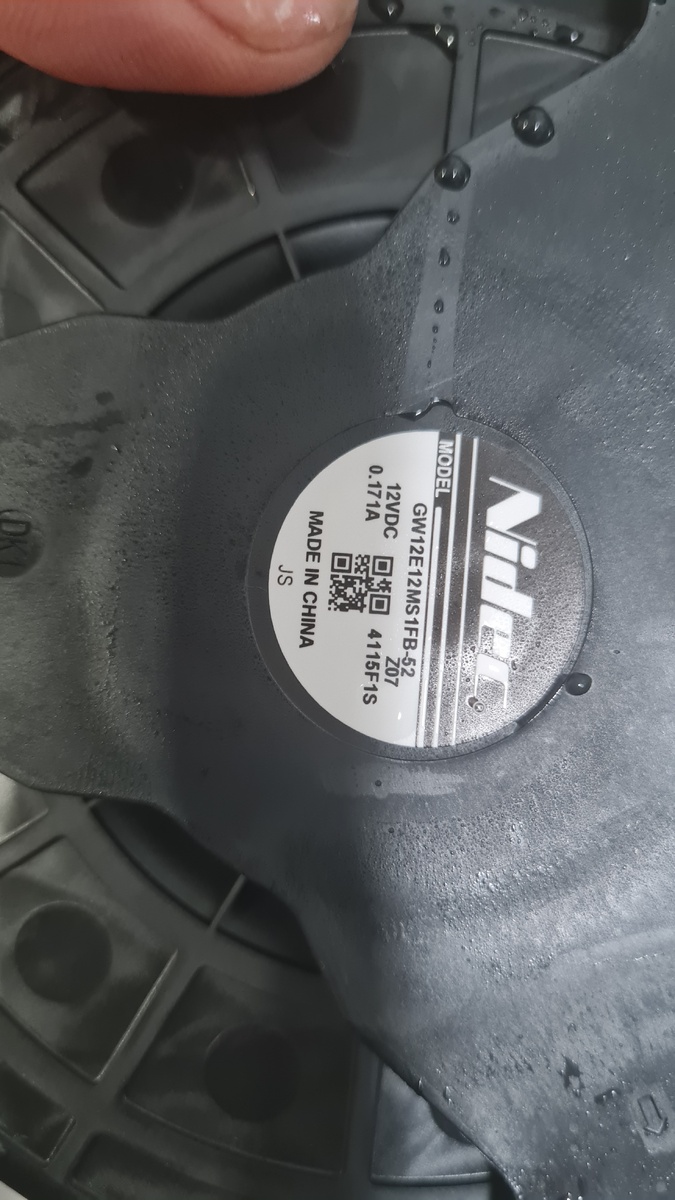 Nidec
MODEL
GW12E12MS1FB-52
12VDC
Z07
0.171A
4115F1S
MADE IN CHINA
JS